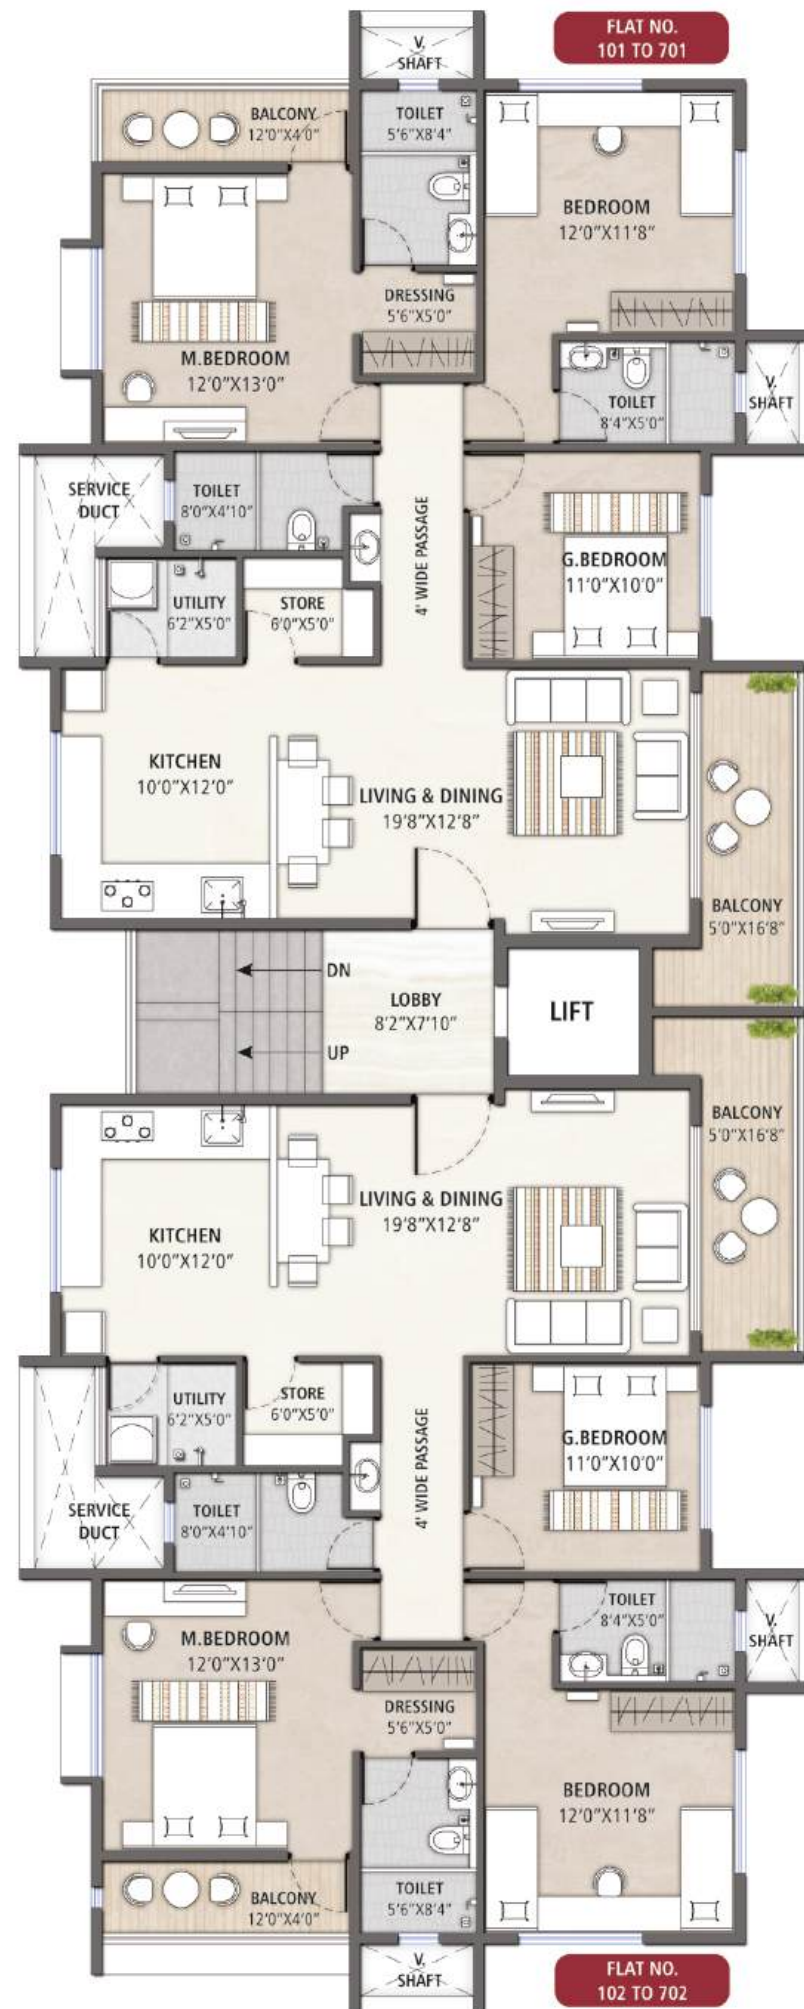 FLAT NO.
101 TO 701
V.
SHAFT
BALCONY
12'0"X4'0"
TOILET
5'6"X8'4"
BEDROOM
12'0"X11'8"
DRESSING
5'6"X5'0"
M.BEDROOM
12'0"X13'0"
TOILET
8'4"X5'0"
V.
SHAFT
SERVICE
DUCT
TOILET
8'0"X4'10"
4' WIDE PASSAGE
G.BEDROOM
11'0"X10'0"
UTILITY
6'2"X5'0"
STORE
6'0"X5'0"
KITCHEN
10'0"X12'0"
LIVING & DINING
19'8"X12'8"
BALCONY
5'0"X16'8"
DN
LOBBY
8'2"X7'10"
LIFT
UP
BALCONY
5'0"X16'8"
LIVING & DINING
19'8"X12'8"
KITCHEN
10'0"X12'0"
UTILITY
6'2"X5'0"
STORE
6'0"X5'0"
4' WIDE PASSAGE
G.BEDROOM
11'0"X10'0"
SERVICE
DUCT
TOILET
8'0"X4'10"
TOILET
8'4"X5'0"
V.
SHAFT
M.BEDROOM
12'0"X13'0"
DRESSING
5'6"X5'0"
BEDROOM
12'0"X11'8"
TOILET
5'6"X8'4"
BALCONY
12'0"X4'0"
V.
SHAFT
FLAT NO.
102 TO 702